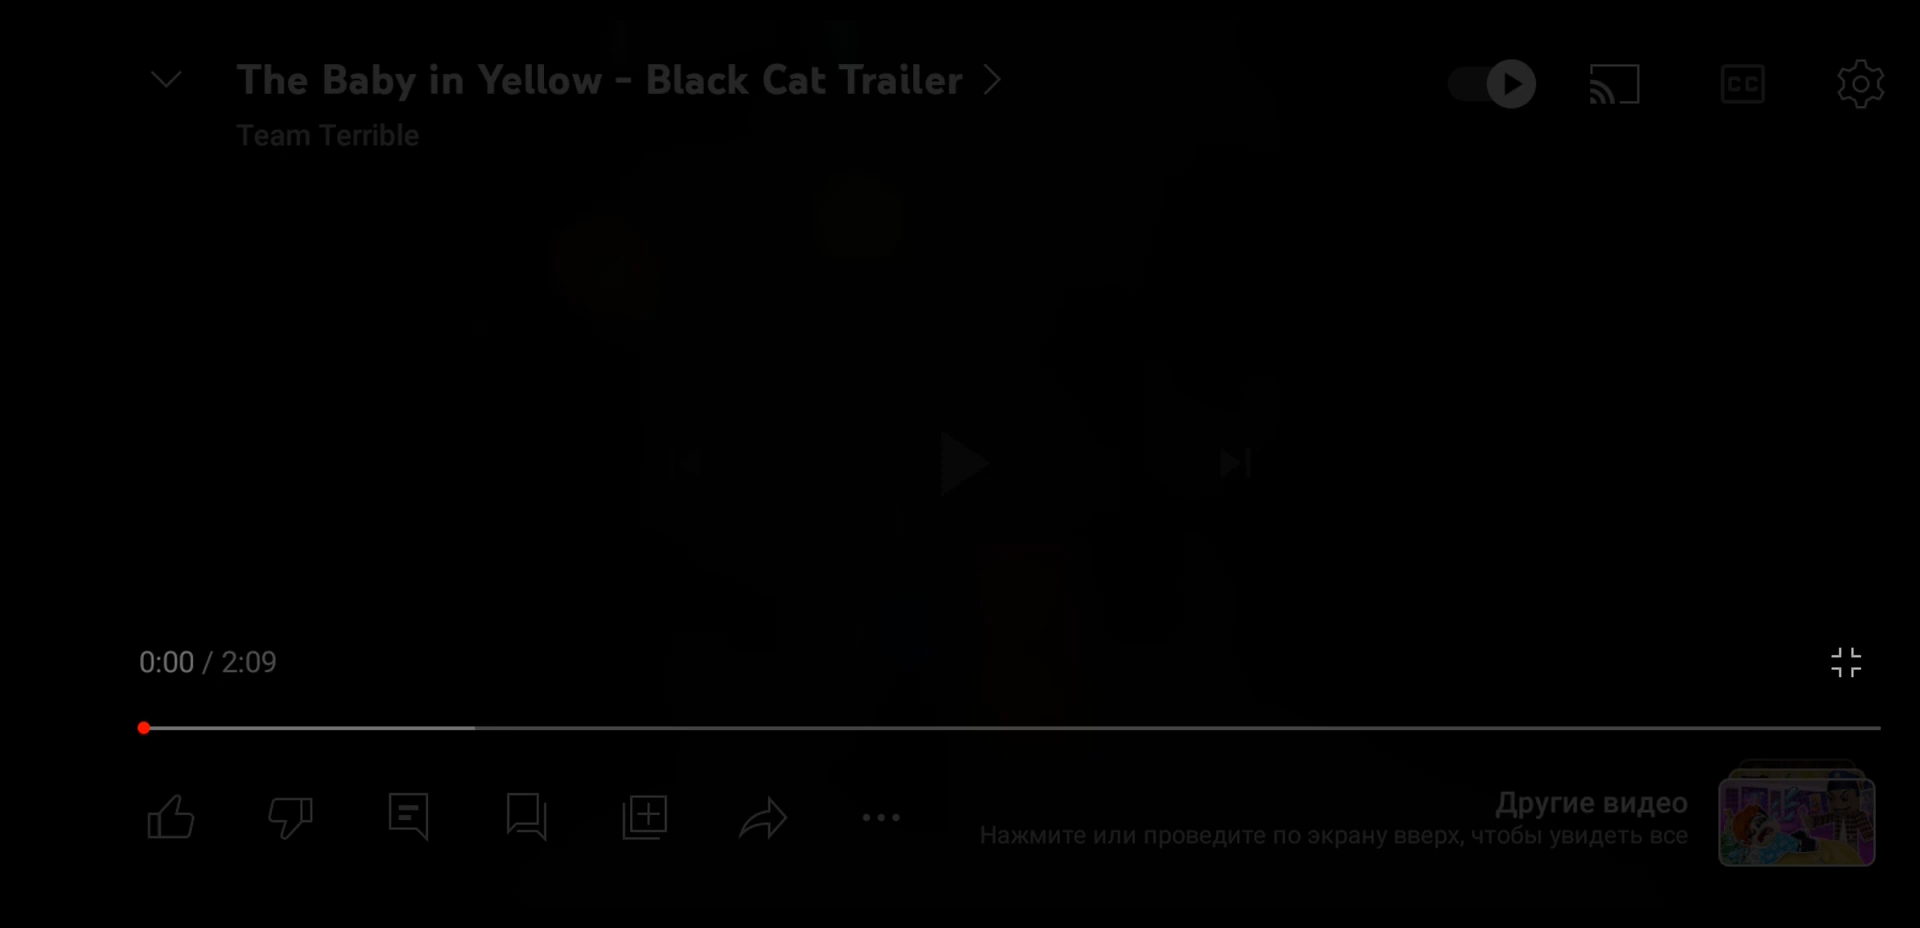 The Baby in Yellow - Black Cat Trailer
CC
Team Terrible
0:00 / 2:09
Другие видео
Нажмите или проведите по экрану вверх, чтобы увидеть все